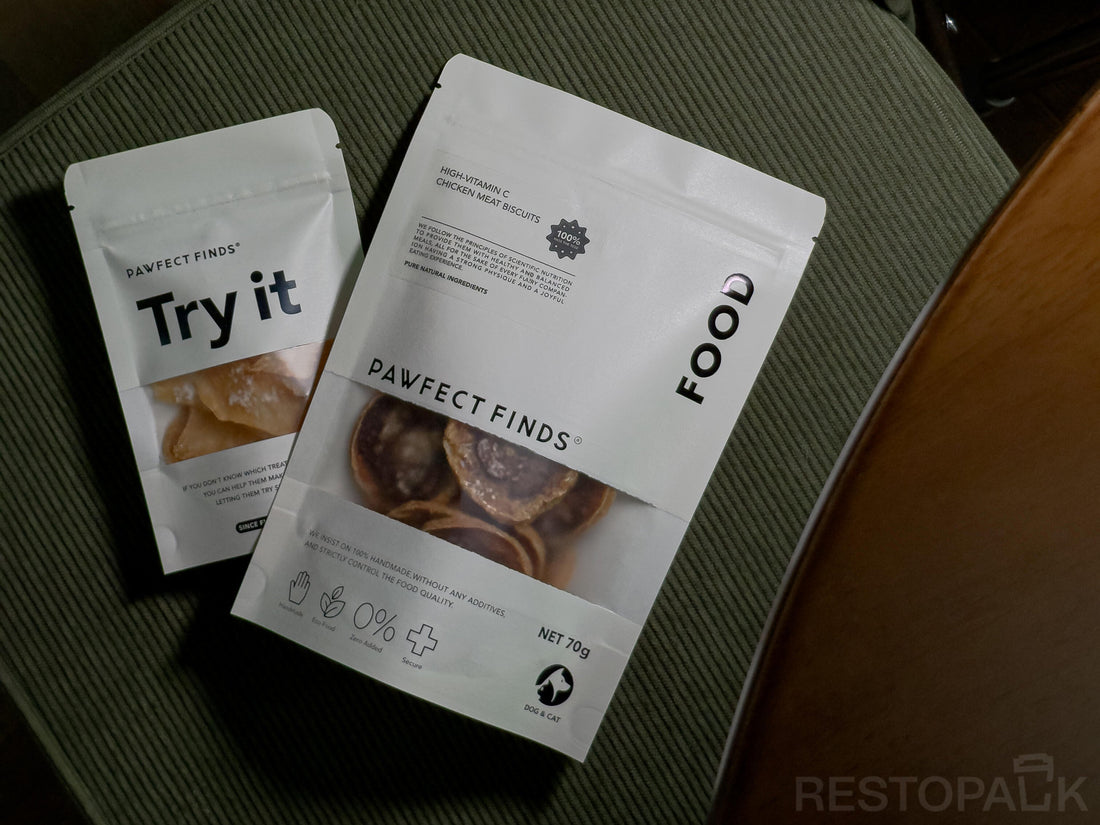 PAWFECT FINDS®
Try it
IF YOU DON'T KNOW WHICH TREAT
YOU CAN HELP THEM MAK
LETTING THEM TRY S
SINCE F
HIGH-VITAMIN C
CHICKEN MEAT BISCUITS
100%
WE FOLLOW THE PRINCIPLES OF SCIENTIFIC NUTRITION
TO PROVIDE THEM WITH HEALTHY AND BALANCED
MEALS, ALL FOR THE SAKE OF EVERY FURRY COMPAN-
ION HAVING A STRONG PHYSIQUE AND A JOYFUL
EATING EXPERIENCE.
PURE NATURAL INGREDIENTS
FOOD
PAWFECT FINDS®
WE INSIST ON 100% HANDMADE,WITHOUT ANY ADDITIVES,
AND STRICTLY CONTROL THE FOOD QUALITY.
0%
Handmade
Eco Food
Zero Added
Secure
NET 70g
DOG & CAT
RESTOPACK